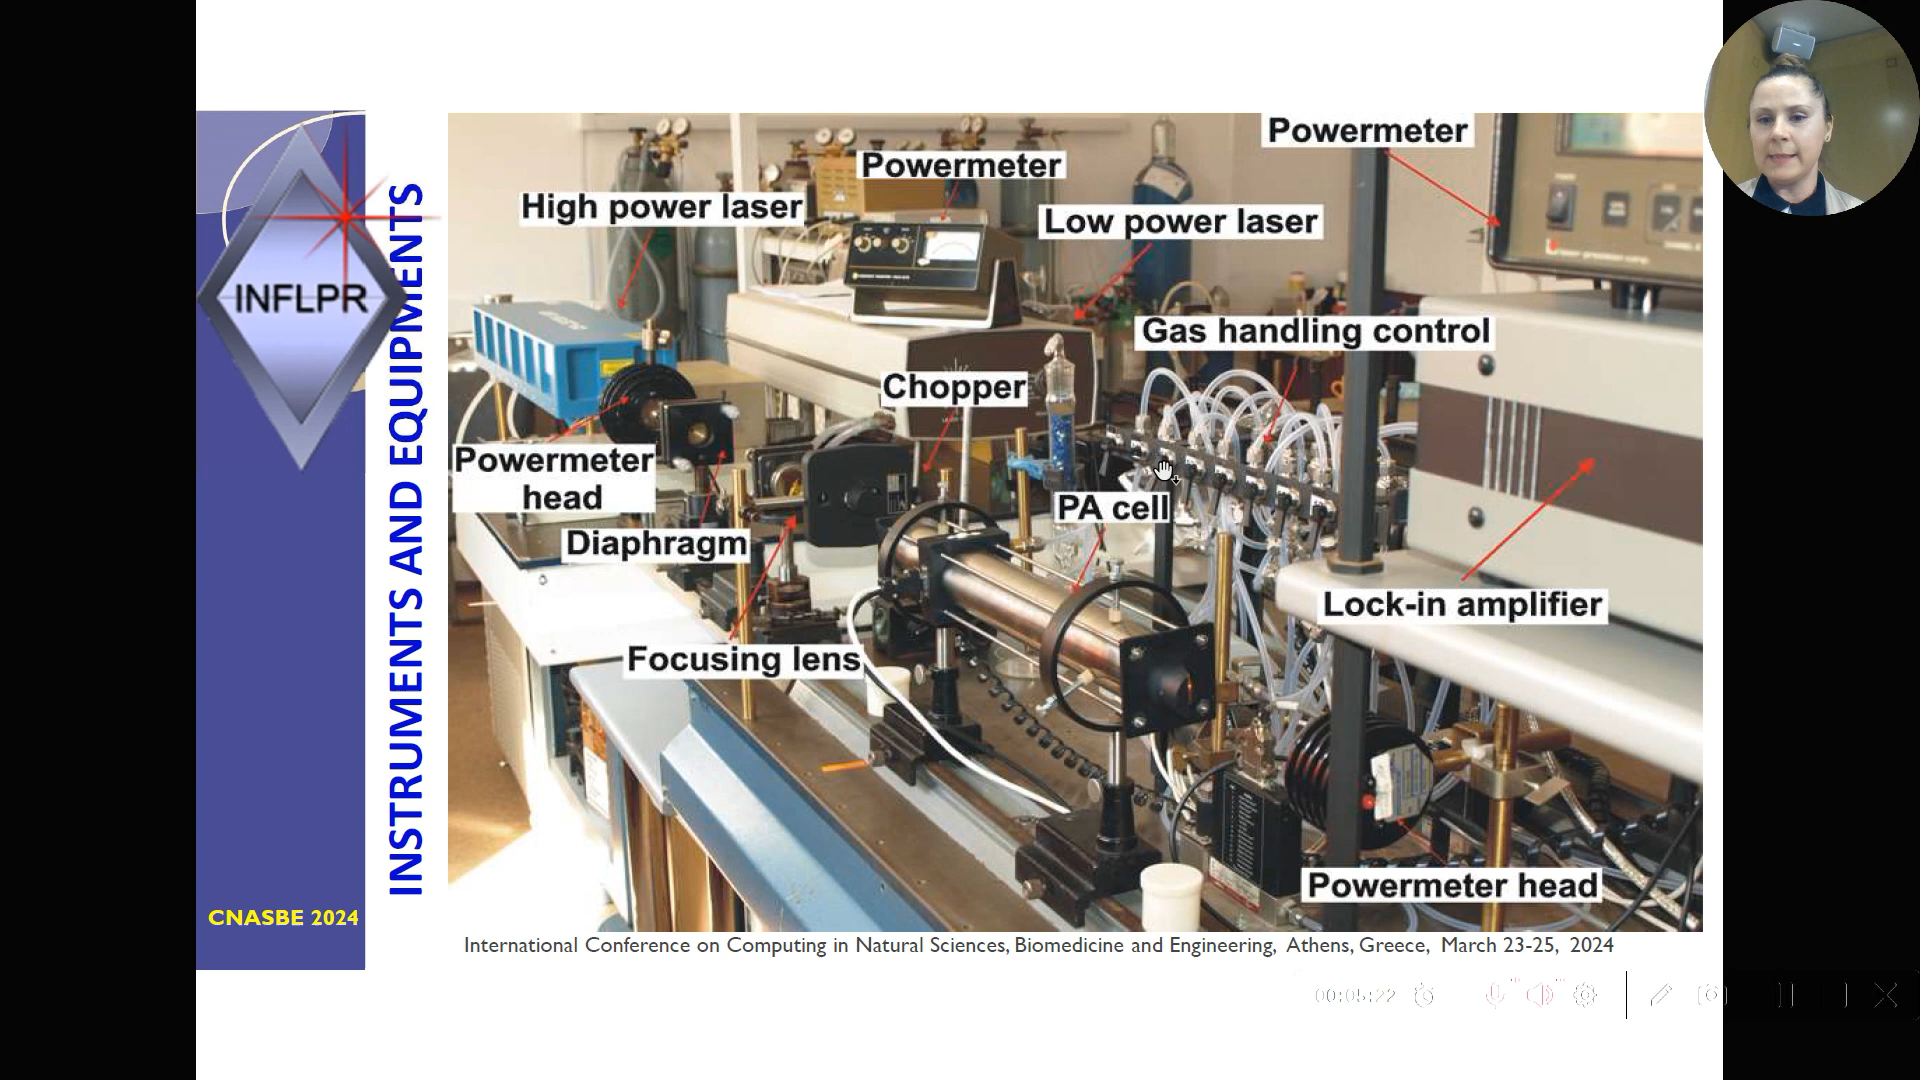 INFLPR
INSTRUMENTS AND EQUIPMENTS
CNASBE 2024
Powermeter
Powermeter
High power laser
Low power laser
Gas handling control
Chopper
Powermeter
head
PA cell
Diaphragm
Lock-in amplifier
Focusing lens
Powermeter head
International Conference on Computing in Natural Sciences, Biomedicine and Engineering, Athens, Greece, March 23-25, 2024
00:05:22